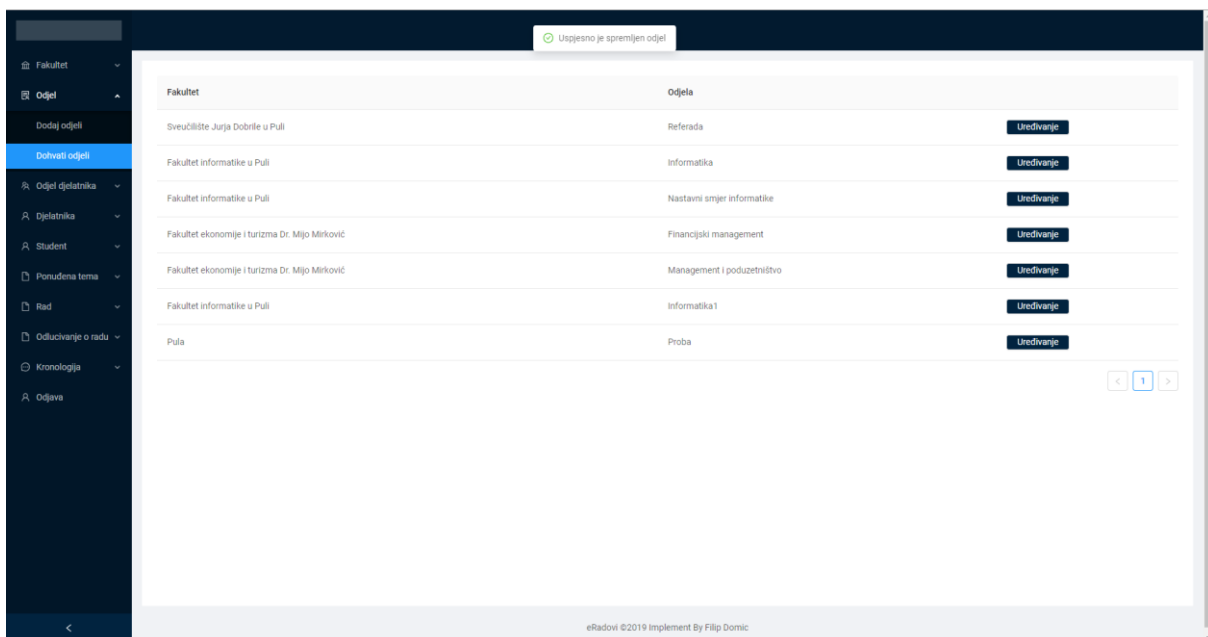 Uspjesno je spremljen odjel
Fakultet
Odjel
Dodaj odjeli
Dohvati odjeli
Odjel djelatnika
Djelatnika
Student
Ponuđena tema
Rad
Odlucivanje o radu
Kronologija
Odjava
Fakultet Odjela
Sveučilište Jurja Dobrile u Puli Referada Uređivanje
Fakultet informatike u Puli Informatika Uređivanje
Fakultet informatike u Puli Nastavni smjer informatike Uređivanje
Fakultet ekonomije i turizma Dr. Mijo Mirković Financijski management Uređivanje
Fakultet ekonomije i turizma Dr. Mijo Mirković Management i poduzetništvo Uređivanje
Fakultet informatike u Puli Informatika1 Uređivanje
Pula Proba Uređivanje
< 1 >
eRadovi ©2019 Implement By Filip Domic